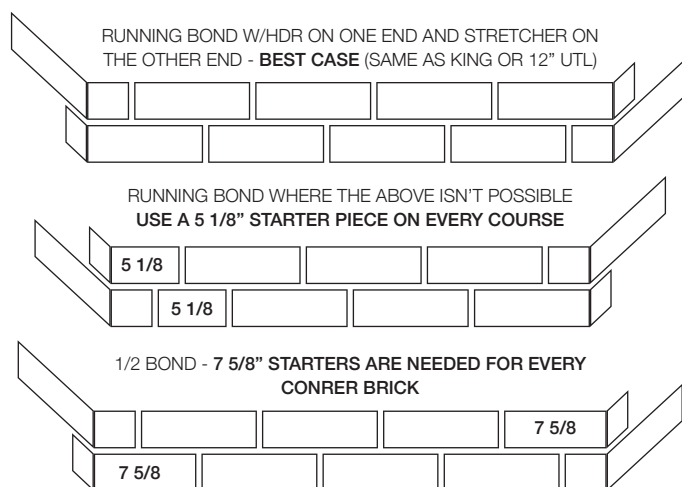 RUNNING BOND W/HDR ON ONE END AND STRETCHER ON
THE OTHER END - BEST CASE (SAME AS KING OR 12" UTL)
RUNNING BOND WHERE THE ABOVE ISN'T POSSIBLE
USE A 5 1/8" STARTER PIECE ON EVERY COURSE
5 1/8
5 1/8
1/2 BOND - 7 5/8" STARTERS ARE NEEDED FOR EVERY
CONRER BRICK
7 5/8
7 5/8